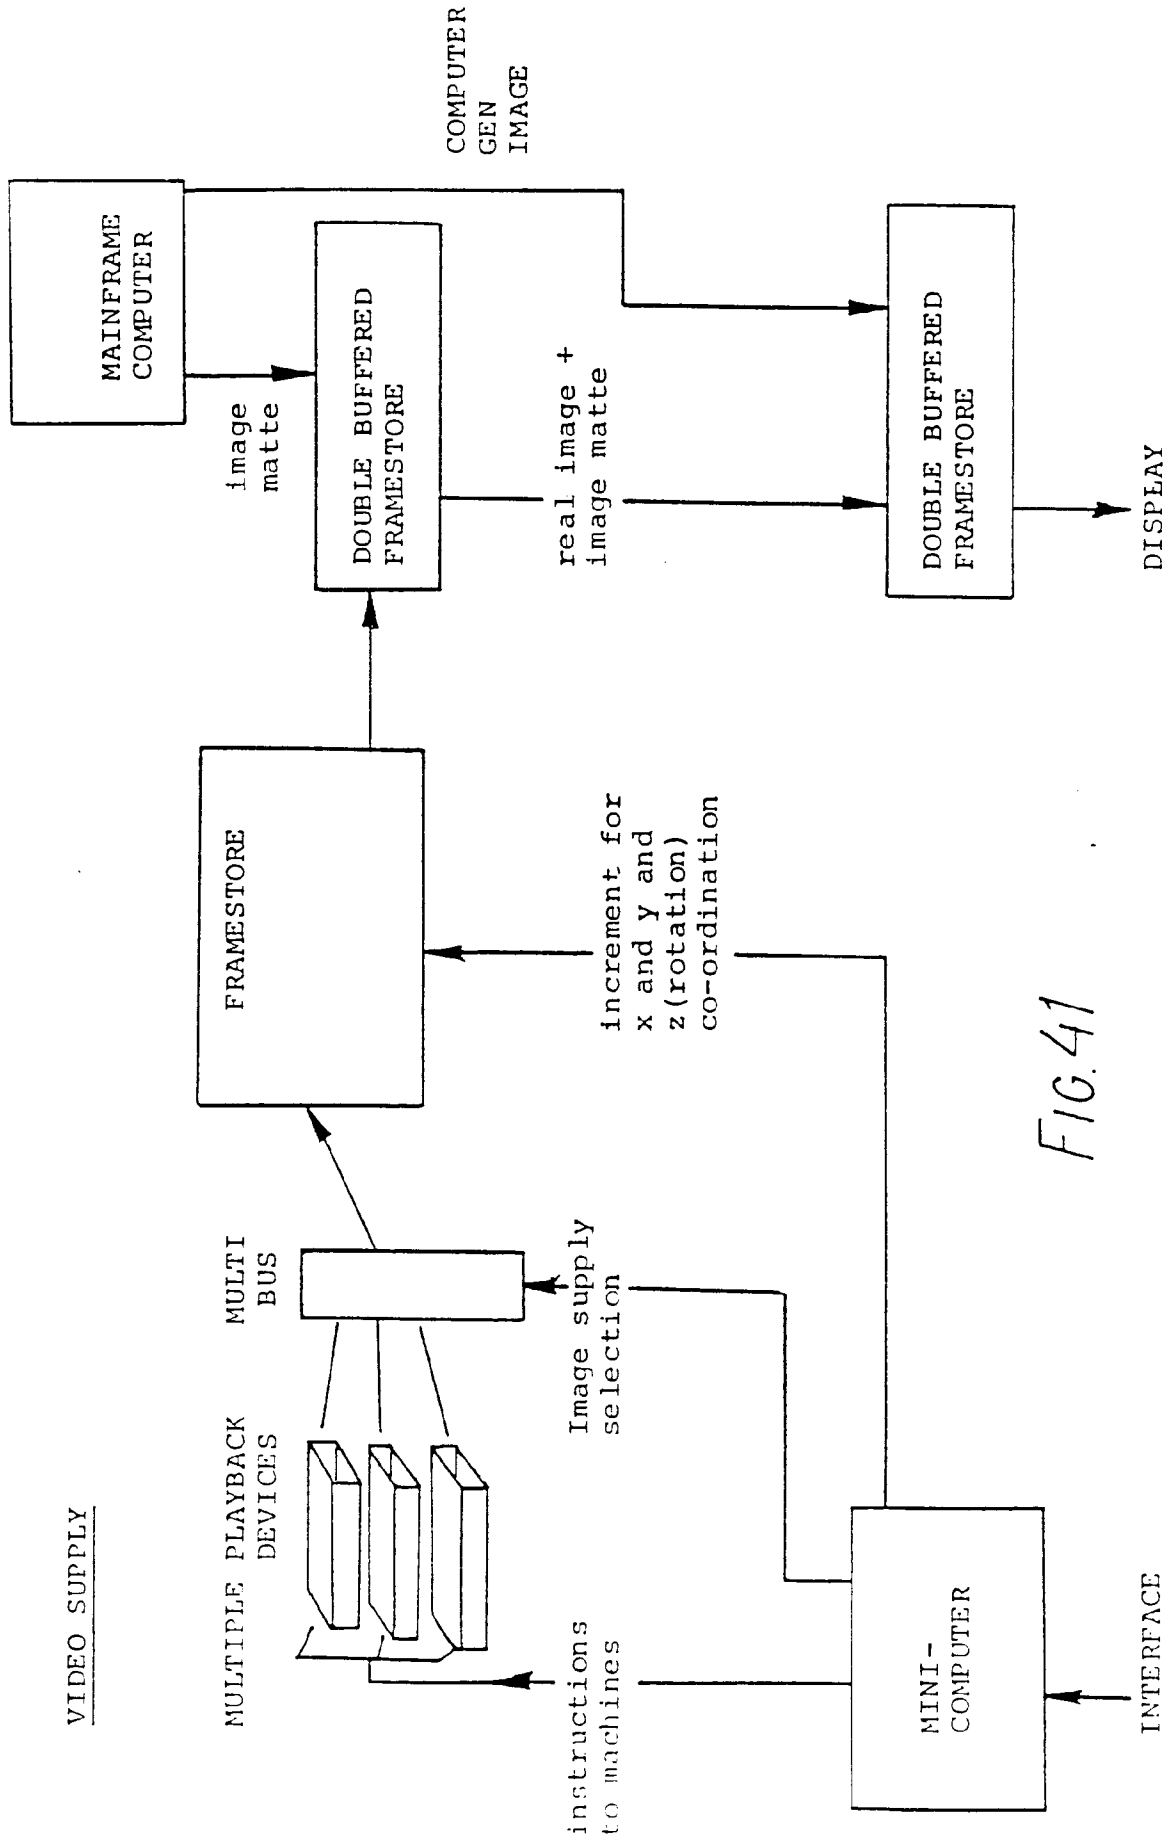 VIDEO SUPPLY
MULTIPLE PLAYBACK
DEVICES
MULTI
BUS
FRAMESTORE
MAINFRAME
COMPUTER
image
matte
DOUBLE BUFFERED
FRAMESTORE
COMPUTER
GEN
IMAGE
instructions
to machines
Image supply
selection
increment for
x and y and
z(rotation)
co-ordination
real image +
image matte
MINI-
COMPUTER
DOUBLE BUFFERED
FRAMESTORE
INTERFACE
DISPLAY
FIG. 41